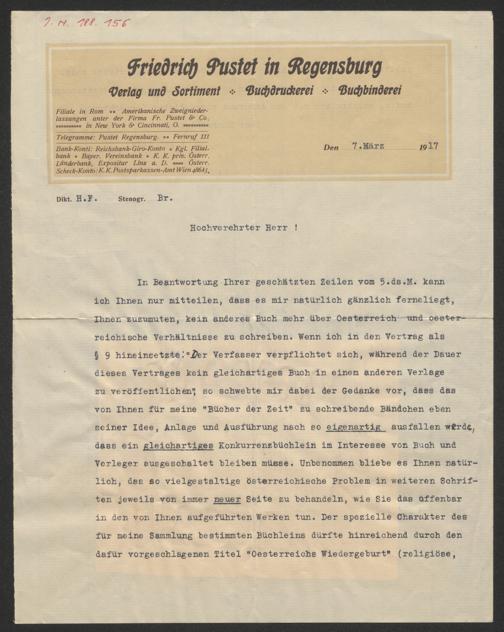 J. N. 188.156
Friedrich Pustet in Regensburg
Verlag und Sortiment ❖ Buchdruckerei ❖ Buchbinderei
Filiale in Rom ** Amerikanische Zweignieder-
lassungen unter der Firma Fr. Pustet & Co.
in New York & Cincinnati, O.
Telegramme: Pustet Regensburg. ** Fernruf 111
Bank-Konti: Reichsbank-Giro-Konto * Kgl. Filial-
bank * Bayer. Vereinsbank * K. K. priv. Österr.
Länderbank, Expositur Linz a. D. Österr.
Scheck-Konto: K. K. Postsparkassen-Amt Wien
Den 7.März 1917
Dikt. H.F. Stenogr. Br.
Hochverehrter Herr !
In Beantwortung Ihrer geschätzten Zeilen vom 5.ds.M. kann
ich Ihnen nur mitteilen, dass es mir natürlich gänzlich ferneliegt,
Ihnen zuzumuten, kein anderes Buch mehr über Oesterreich und oester-
reichische Verhältnisse zu schreiben. Wenn ich in den Vertrag als
§ 9 hineinsetzte: "Der Verfasser verpflichtet sich, während der Dauer
dieses Vertrages kein gleichartiges Buch in einem anderen Verlage
zu veröffentlichen", so schwebte mir dabei der Gedanke vor, dass das
von Ihnen für meine "Bücher der Zeit" zu schreibende Bändchen eben
seiner Idee, Anlage und Ausführung nach so eigenartig ausfallen werde,
dass ein gleichartiges Konkurrenzbüchlein im Interesse von Buch und
Verleger ausgeschaltet bleiben müsse. Unbenommen bliebe es Ihnen natür-
lich, das so vielgestaltige österreichische Problem in weiteren Schrif-
ten jeweils von immer neuer Seite zu behandeln, wie Sie das offenbar
in den von Ihnen aufgeführten Werken tun. Der spezielle Charakter des
für meine Sammlung bestimmten Büchleins dürfte hinreichend durch den
dafür vorgeschlagenen Titel "Oesterreichs Wiedergeburt" (religiöse,